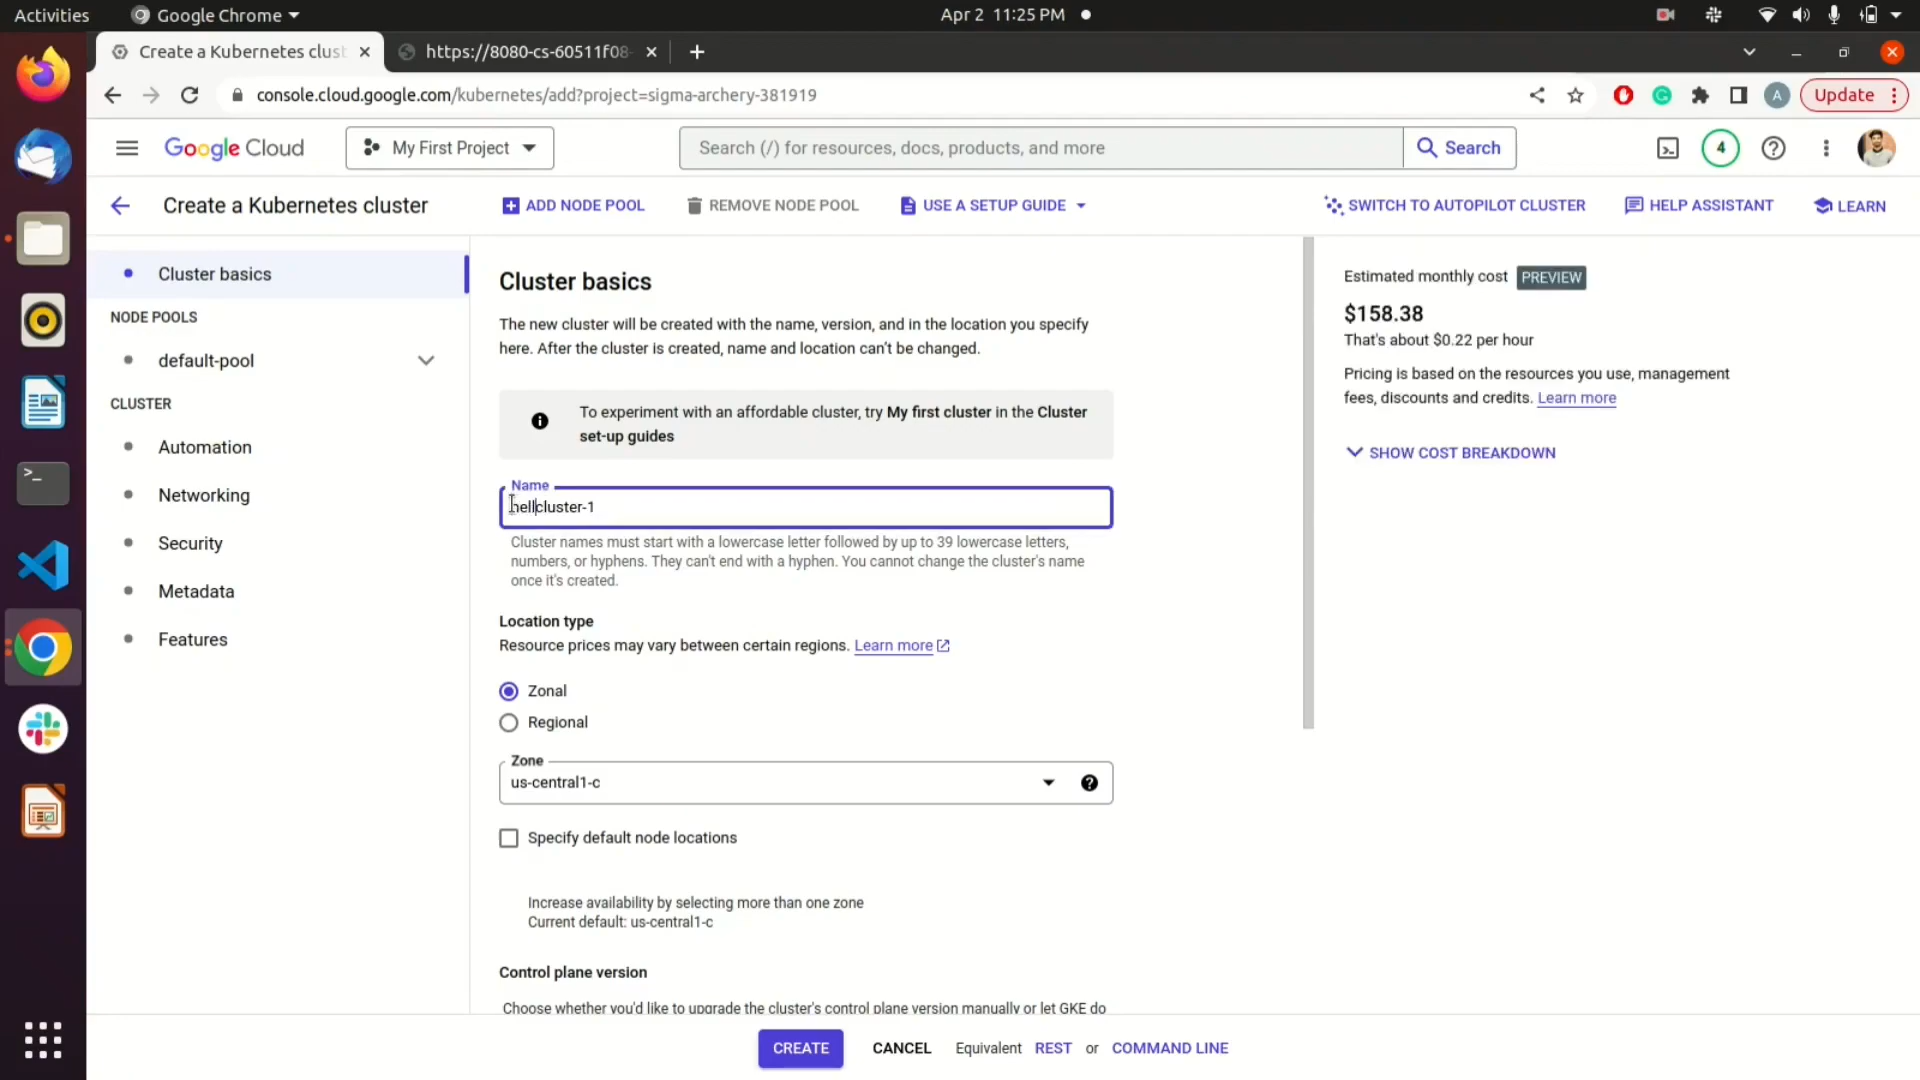 Activities
Google Chrome
Apr 2 11:25 PM
Create a Kubernetes clust
https://8080-cs-60511f08-
console.cloud.google.com/kubernetes/add?project=sigma-archery-381919
A
Update
Google Cloud
My First Project
Search (/) for resources, docs, products, and more
Search
4
Create a Kubernetes cluster
ADD NODE POOL
REMOVE NODE POOL
USE A SETUP GUIDE
SWITCH TO AUTOPILOT CLUSTER
HELP ASSISTANT
LEARN
Cluster basics
NODE POOLS
default-pool
CLUSTER
Automation
Networking
Security
Metadata
Features
Cluster basics
The new cluster will be created with the name, version, and in the location you specify
here. After the cluster is created, name and location can't be changed.
To experiment with an affordable cluster, try My first cluster in the Cluster
set-up guides
Name
hellcluster-1
Cluster names must start with a lowercase letter followed by up to 39 lowercase letters,
numbers, or hyphens. They can't end with a hyphen. You cannot change the cluster's name
once it's created.
Location type
Resource prices may vary between certain regions. Learn more
Zonal
Regional
Zone
us-central1-c
Specify default node locations
Increase availability by selecting more than one zone
Current default: us-central1-c
Control plane version
Choose whether you'd like to upgrade the cluster's control plane version manually or let GKE do
Estimated monthly cost PREVIEW
$158.38
That's about $0.22 per hour
Pricing is based on the resources you use, management
fees, discounts and credits. Learn more
SHOW COST BREAKDOWN
CREATE
CANCEL
Equivalent REST or COMMAND LINE